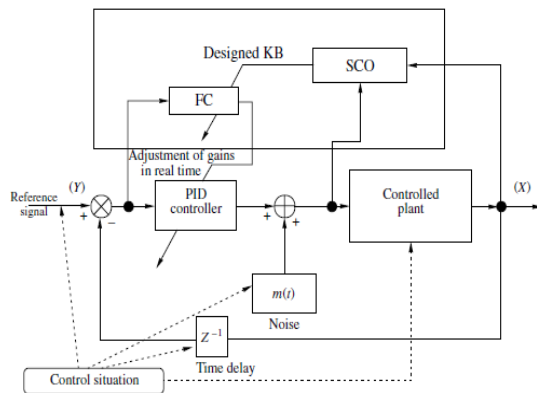 Designed KB
SCO
FC
Adjustment of gains
in real time
(Y)
(X)
Reference
signal
+
−
PID
controller
+
+
Controlled
plant
m(t)
Noise
Z⁻¹
Time delay
Control situation